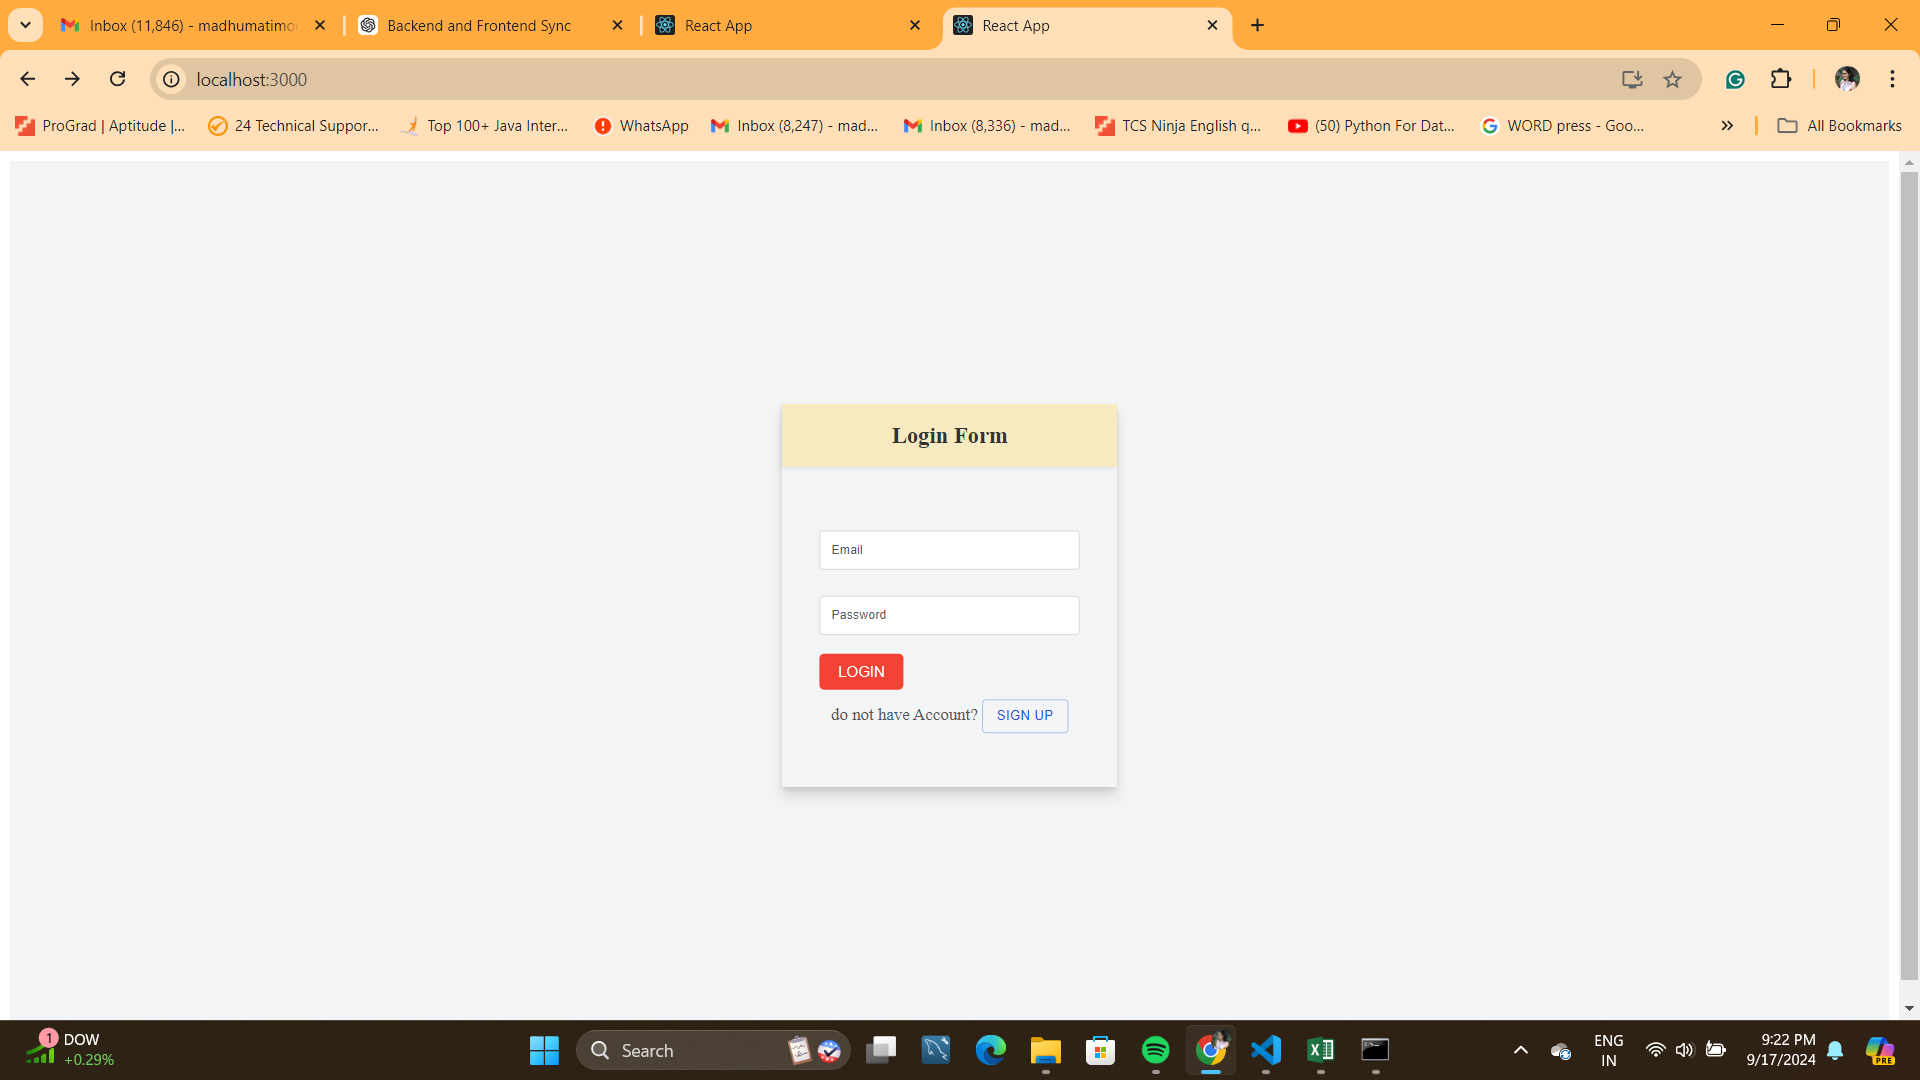 Inbox (11,846) - madhumatimo
Backend and Frontend Sync
React App
React App
localhost:3000
ProGrad | Aptitude |...
24 Technical Suppor...
Top 100+ Java Inter...
WhatsApp
Inbox (8,247) - mad...
Inbox (8,336) - mad...
TCS Ninja English q...
(50) Python For Dat...
WORD press - Goo...
All Bookmarks
Login Form
Email
Password
LOGIN
do not have Account? SIGN UP
1
DOW
+0.29%
Search
ENG
IN
9:22 PM
9/17/2024
PRE